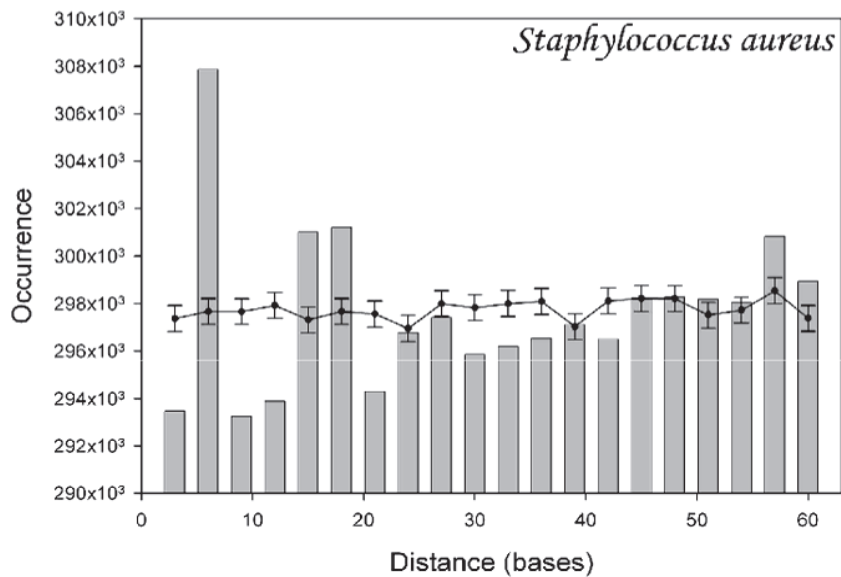 Staphylococcus aureus
310x10³
308x10³
306x10³
304x10³
302x10³
300x10³
298x10³
296x10³
294x10³
292x10³
290x10³
Occurrence
0 10 20 30 40 50 60
Distance (bases)